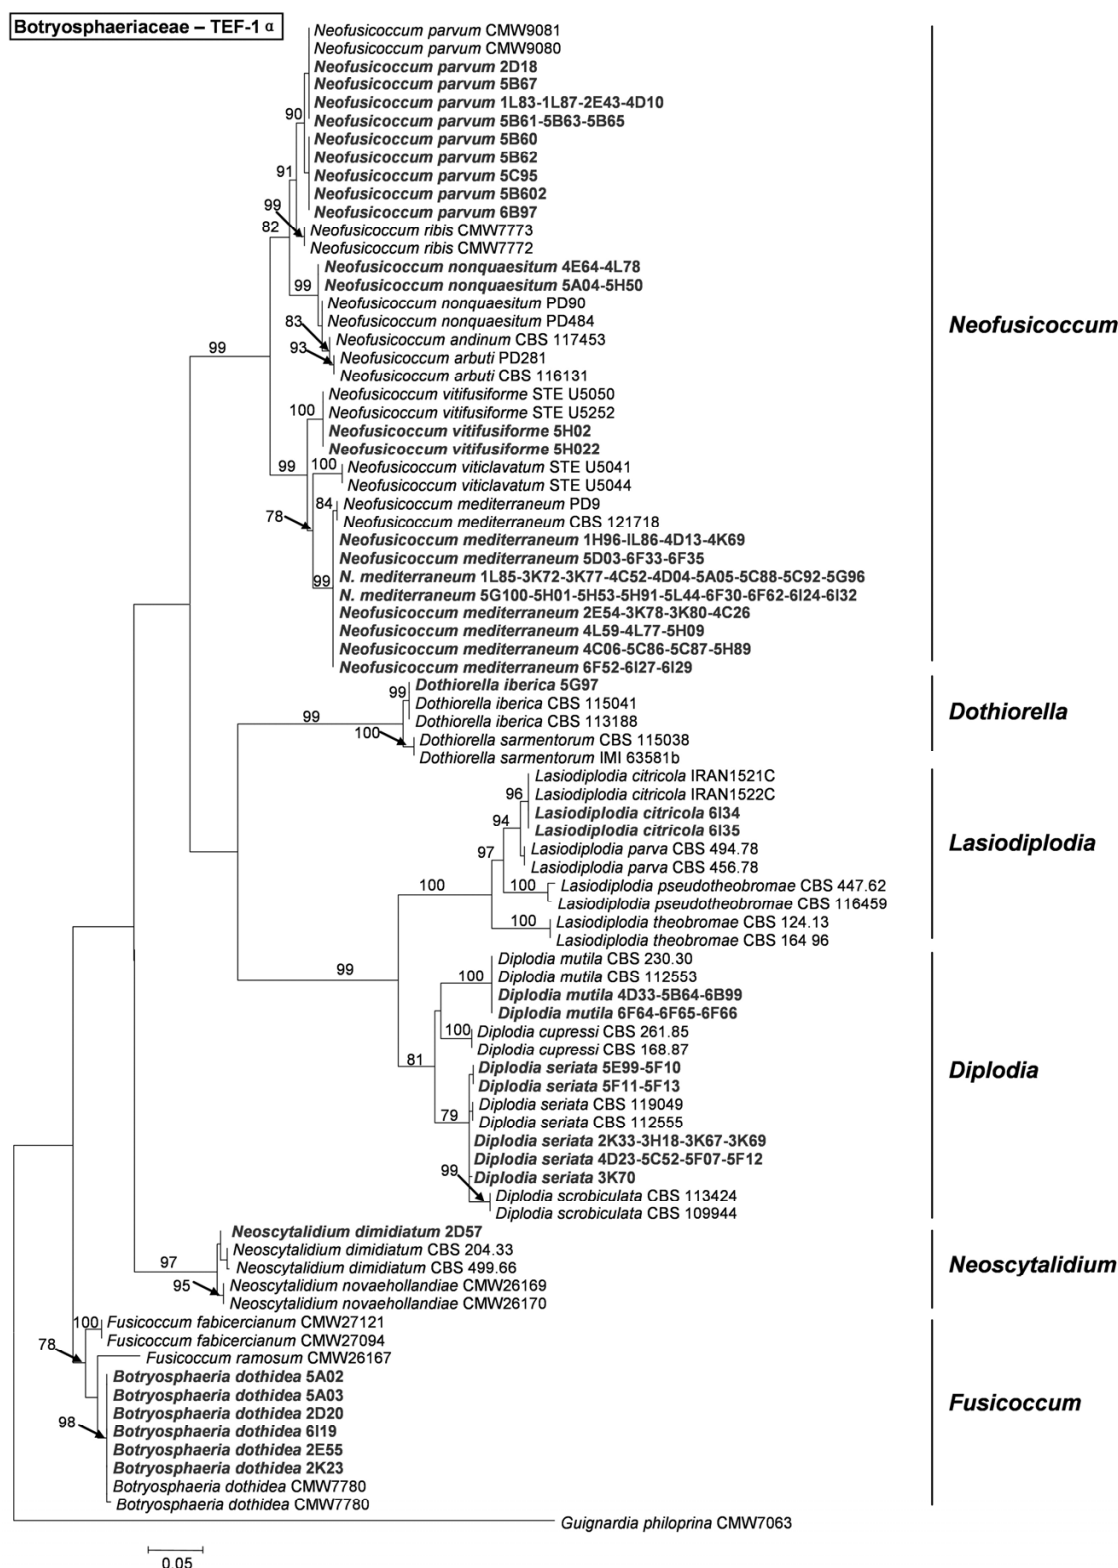 Botryosphaeriaceae – TEF-1 α
Neofusicoccum parvum CMW9081
Neofusicoccum parvum CMW9080
Neofusicoccum parvum 2D18
Neofusicoccum parvum 5B67
90
Neofusicoccum parvum 1L83-1L87-2E43-4D10
Neofusicoccum parvum 5B61-5B63-5B65
Neofusicoccum parvum 5B60
Neofusicoccum parvum 5B62
91
Neofusicoccum parvum 5C95
Neofusicoccum parvum 5B602
99
Neofusicoccum parvum 6B97
82
Neofusicoccum ribis CMW7773
Neofusicoccum ribis CMW7772
Neofusicoccum nonquaesitum 4E64-4L78
99
Neofusicoccum nonquaesitum 5A04-5H50
Neofusicoccum nonquaesitum PD90
83
Neofusicoccum nonquaesitum PD484
Neofusicoccum
Neofusicoccum andinum CBS 117453
99
93
Neofusicoccum arbuti PD281
Neofusicoccum arbuti CBS 116131
Neofusicoccum vitifusiforme STE U5050
100
Neofusicoccum vitifusiforme STE U5252
Neofusicoccum vitifusiforme 5H02
Neofusicoccum vitifusiforme 5H022
99
100
Neofusicoccum viticlavatum STE U5041
Neofusicoccum viticlavatum STE U5044
84
Neofusicoccum mediterraneum PD9
78
Neofusicoccum mediterraneum CBS 121718
Neofusicoccum mediterraneum 1H96-IL86-4D13-4K69
Neofusicoccum mediterraneum 5D03-6F33-6F35
99
N. mediterraneum 1L85-3K72-3K77-4C52-4D04-5A05-5C88-5C92-5G96
N. mediterraneum 5G100-5H01-5H53-5H91-5L44-6F30-6F62-6I24-6I32
Neofusicoccum mediterraneum 2E54-3K78-3K80-4C26
Neofusicoccum mediterraneum 4L59-4L77-5H09
Neofusicoccum mediterraneum 4C06-5C86-5C87-5H89
Neofusicoccum mediterraneum 6F52-6I27-6I29
99
Dothiorella iberica 5G97
Dothiorella iberica CBS 115041
99
Dothiorella iberica CBS 113188
Dothiorella
100
Dothiorella sarmentorum CBS 115038
Dothiorella sarmentorum IMI 63581b
Lasiodiplodia citricola IRAN1521C
96
Lasiodiplodia citricola IRAN1522C
94
Lasiodiplodia citricola 6I34
Lasiodiplodia citricola 6I35
Lasiodiplodia
97
Lasiodiplodia parva CBS 494.78
Lasiodiplodia parva CBS 456.78
100
100
Lasiodiplodia pseudotheobromae CBS 447.62
Lasiodiplodia pseudotheobromae CBS 116459
100
Lasiodiplodia theobromae CBS 124.13
Lasiodiplodia theobromae CBS 164 96
99
Diplodia mutila CBS 230.30
100
Diplodia mutila CBS 112553
Diplodia mutila 4D33-5B64-6B99
Diplodia mutila 6F64-6F65-6F66
100
Diplodia cupressi CBS 261.85
Diplodia cupressi CBS 168.87
81
Diplodia seriata 5E99-5F10
Diplodia
Diplodia seriata 5F11-5F13
Diplodia seriata CBS 119049
79
Diplodia seriata CBS 112555
Diplodia seriata 2K33-3H18-3K67-3K69
Diplodia seriata 4D23-5C52-5F07-5F12
99
Diplodia seriata 3K70
Diplodia scrobiculata CBS 113424
Diplodia scrobiculata CBS 109944
Neoscytalidium dimidiatum 2D57
97
Neoscytalidium dimidiatum CBS 204.33
Neoscytalidium dimidiatum CBS 499.66
Neoscytalidium
95
Neoscytalidium novaehollandiae CMW26169
Neoscytalidium novaehollandiae CMW26170
100
Fusicoccum fabicercianum CMW27121
78
Fusicoccum fabicercianum CMW27094
Fusicoccum ramosum CMW26167
Botryosphaeria dothidea 5A02
Botryosphaeria dothidea 5A03
Fusicoccum
98
Botryosphaeria dothidea 2D20
Botryosphaeria dothidea 6I19
Botryosphaeria dothidea 2E55
Botryosphaeria dothidea 2K23
Botryosphaeria dothidea CMW7780
Botryosphaeria dothidea CMW7780
Guignardia philoprina CMW7063
0.05